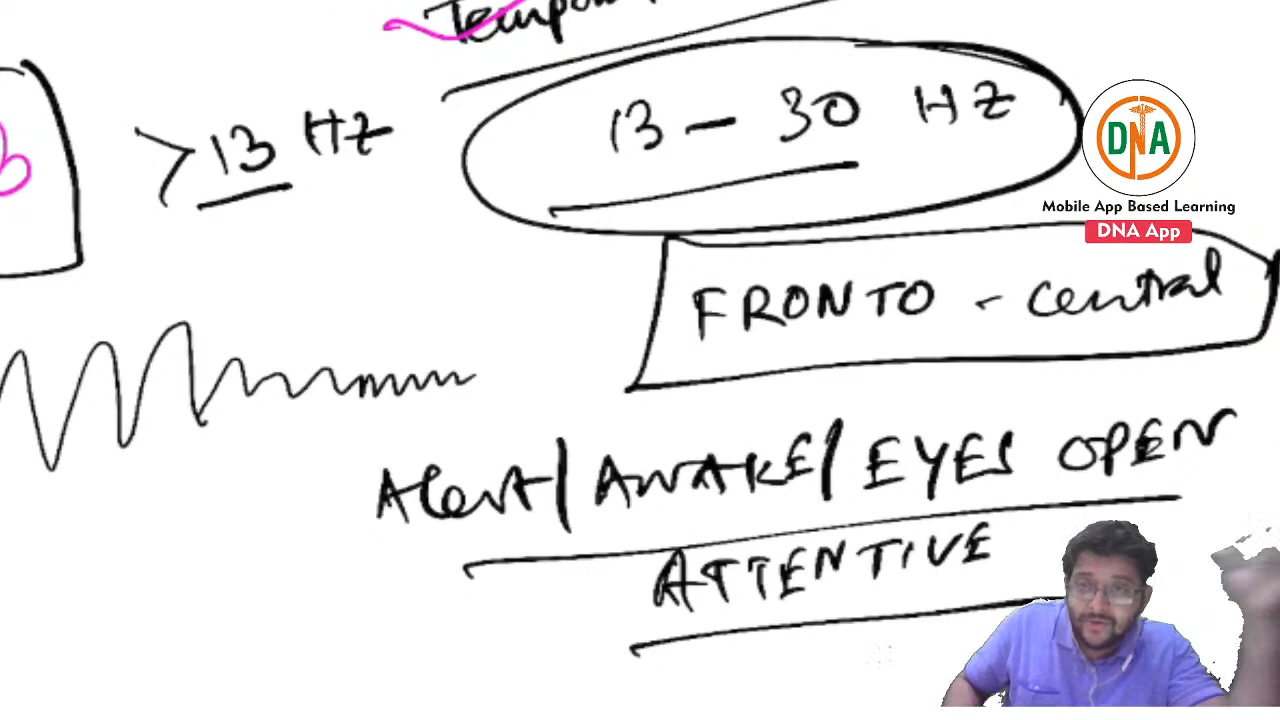 >13 HZ
13 - 30 HZ
DNA
Mobile App Based Learning
DNA App
FRONTO - central
Alert/AWAKE/EYES OPEN
ATTENTIVE